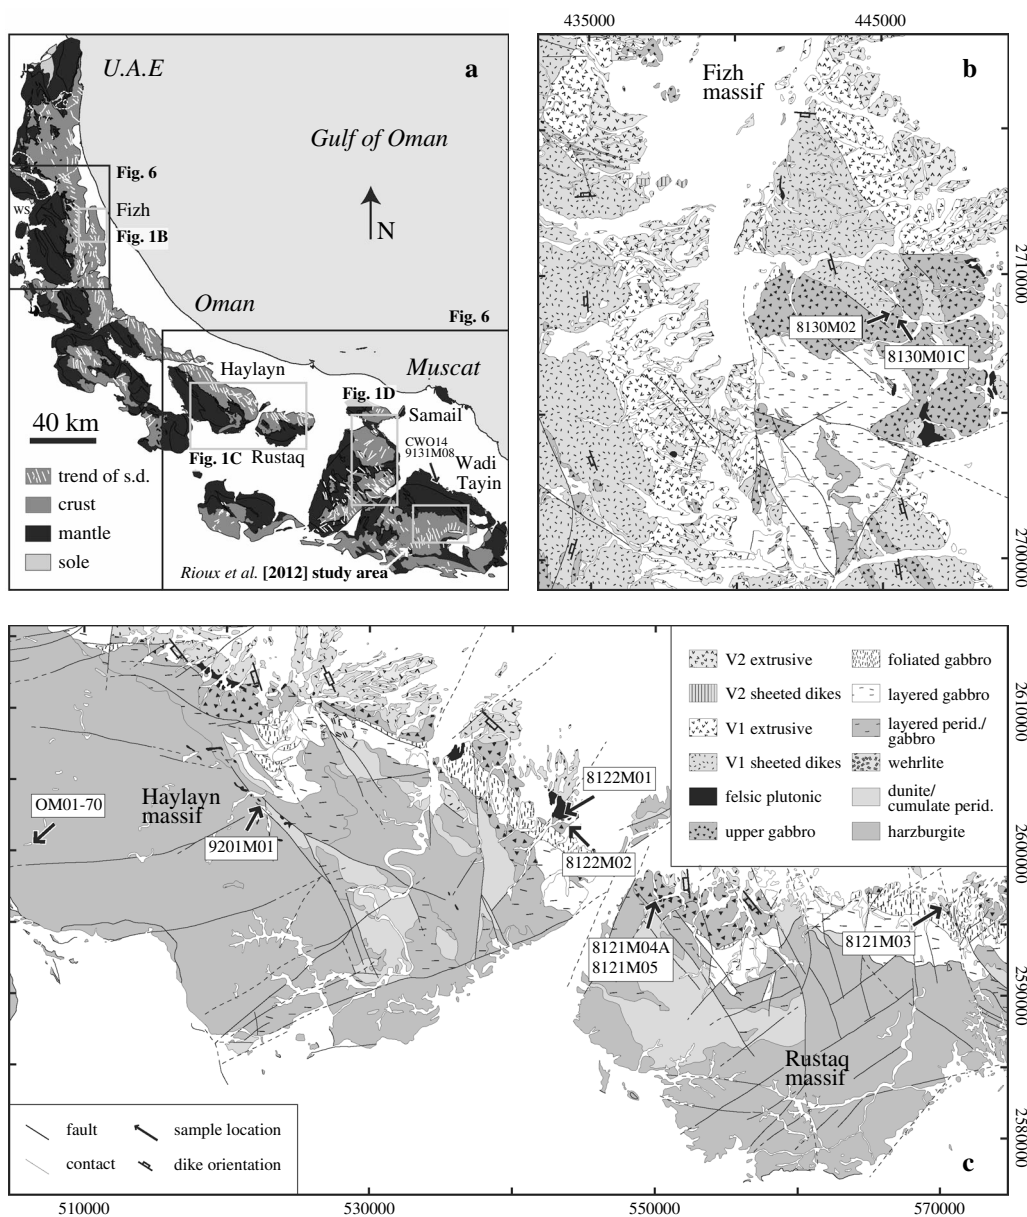 U.A.E
a
Gulf of Oman
Fig. 6
WS
Fizh
Fig. 1B
N
Oman
Fig. 6
Muscat
Haylayn
Fig. 1D
Samail
40 km
CWO14
9131M08
Wadi
Tayin
Fig. 1C
Rustaq
trend of s.d.
crust
mantle
sole
Rioux et al. [2012] study area
435000
445000
Fizh
massif
b
2710000
8130M02
8130M01C
2700000
Haylayn
massif
OM01-70
9201M01
8122M01
8122M02
8121M04A
8121M05
8121M03
Rustaq
massif
V2 extrusive
V2 sheeted dikes
V1 extrusive
V1 sheeted dikes
felsic plutonic
upper gabbro
foliated gabbro
layered gabbro
layered perid./
gabbro
wehrlite
dunite/
cumulate perid.
harzburgite
2610000
2600000
2590000
2580000
fault
contact
sample location
dike orientation
c
510000
530000
550000
570000